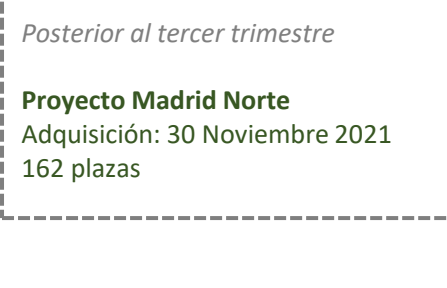 Posterior al tercer trimestre
Proyecto Madrid Norte
Adquisición: 30 Noviembre 2021
162 plazas